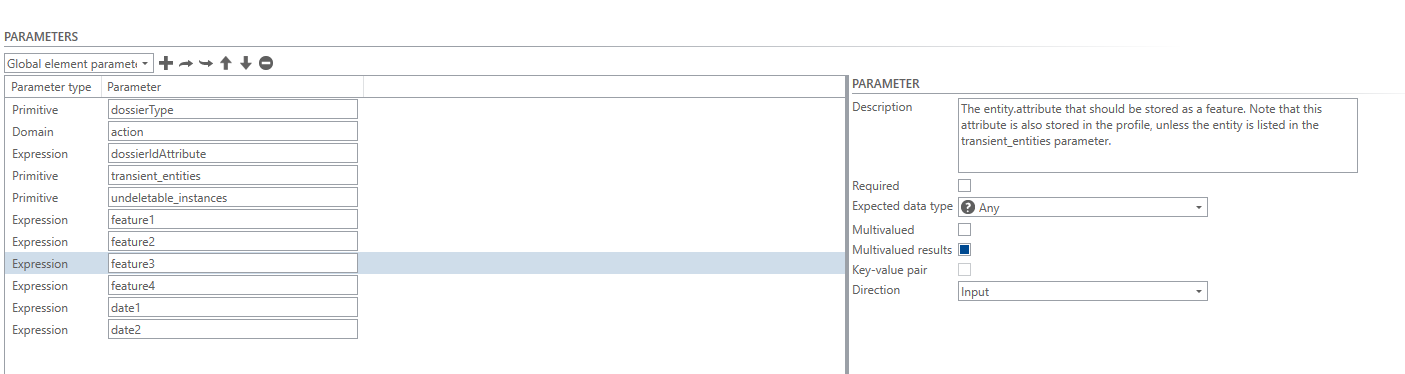 PARAMETERS
Global element paramete
Parameter type Parameter
Primitive dossierType
Domain action
Expression dossierIdAttribute
Primitive transient_entities
Primitive undeletable_instances
Expression feature1
Expression feature2
Expression feature3
Expression feature4
Expression date1
Expression date2
PARAMETER
Description The entity.attribute that should be stored as a feature. Note that this
attribute is also stored in the profile, unless the entity is listed in the
transient_entities parameter.
Required
Expected data type ? Any
Multivalued
Multivalued results
Key-value pair
Direction Input